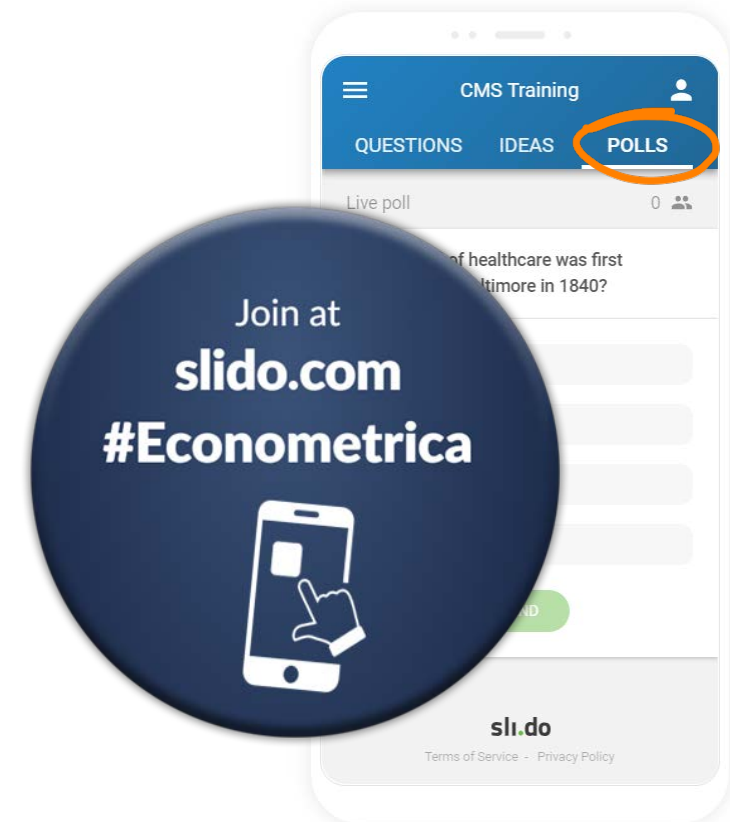 CMS Training
QUESTIONS IDEAS POLLS
Live poll 0
of healthcare was first
timore in 1840?
Join at
slido.com
#Econometrica
ND
slı.do
Terms of Service - Privacy Policy